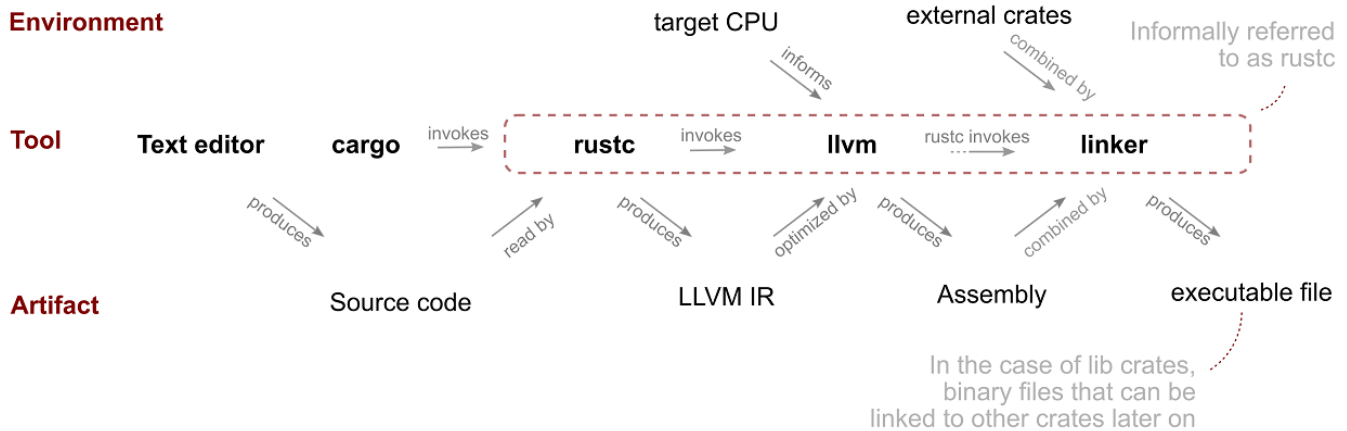 Environment
target CPU
external crates
Informally referred
to as rustc
informs
combined by
Tool
Text editor
cargo
invokes
rustc
invokes
llvm
rustc invokes
linker
produces
read by
produces
optimized by
produces
combined by
produces
Artifact
Source code
LLVM IR
Assembly
executable file
In the case of lib crates,
binary files that can be
linked to other crates later on